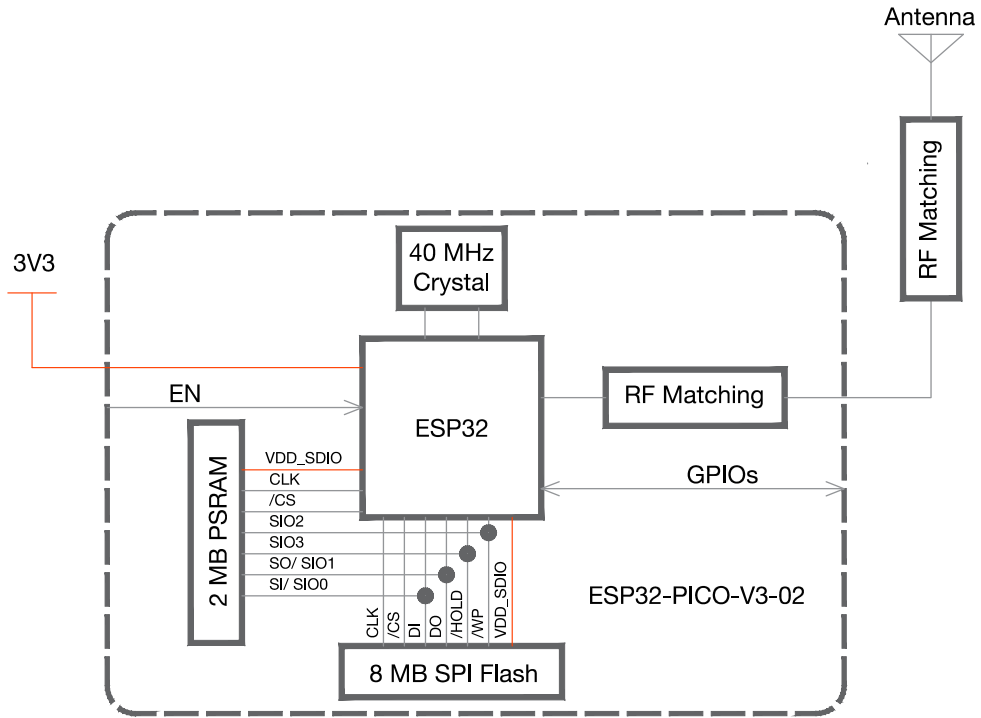 Antenna
RF Matching
3V3
40 MHz
Crystal
EN
ESP32
RF Matching
GPIOs
2 MB PSRAM
VDD_SDIO
CLK
/CS
SIO2
SIO3
SO/ SIO1
SI/ SIO0
CLK
/CS
DI
DO
/HOLD
/WP
VDD_SDIO
ESP32-PICO-V3-02
8 MB SPI Flash